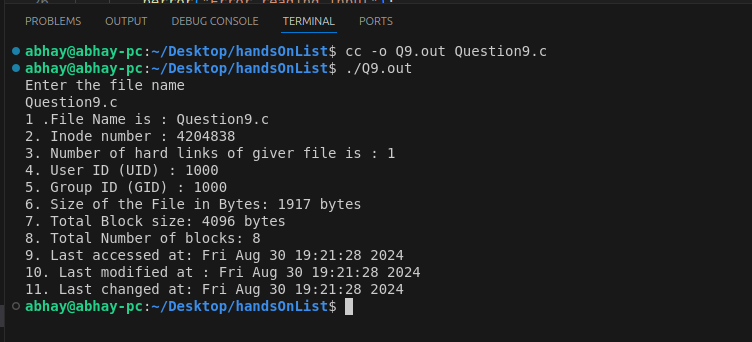 perror("Error reading input");
PROBLEMS OUTPUT DEBUG CONSOLE TERMINAL PORTS
abhay@abhay-pc:~/Desktop/handsOnList$ cc -o Q9.out Question9.c
abhay@abhay-pc:~/Desktop/handsOnList$ ./Q9.out
Enter the file name
Question9.c
1 .File Name is : Question9.c
2. Inode number : 4204838
3. Number of hard links of giver file is : 1
4. User ID (UID) : 1000
5. Group ID (GID) : 1000
6. Size of the File in Bytes: 1917 bytes
7. Total Block size: 4096 bytes
8. Total Number of blocks: 8
9. Last accessed at: Fri Aug 30 19:21:28 2024
10. Last modified at : Fri Aug 30 19:21:28 2024
11. Last changed at: Fri Aug 30 19:21:28 2024
abhay@abhay-pc:~/Desktop/handsOnList$